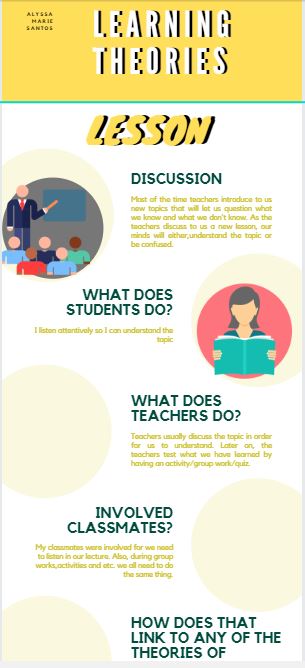 ALYSSA
MARIE
SANTOS
LEARNING
THEORIES
LESSON
DISCUSSION
Most of the time teachers introduce to us
new topics that will let us question what
we know and what we don't know. As the
teachers discuss to us a new lesson, our
minds will either,understand the topic or
be confused.
WHAT DOES
STUDENTS DO?
I listen attentively so I can understand the
topic
WHAT DOES
TEACHERS DO?
Teachers usually discuss the topic in order
for us to understand. Later on, the
teachers test what we have learned by
having an activity/group work/quiz.
INVOLVED
CLASSMATES?
My classmates were involved for we need
to listen in our lecture. Also, during group
works,activities and etc. we all need to do
the same thing.
HOW DOES THAT
LINK TO ANY OF THE
THEORIES OF